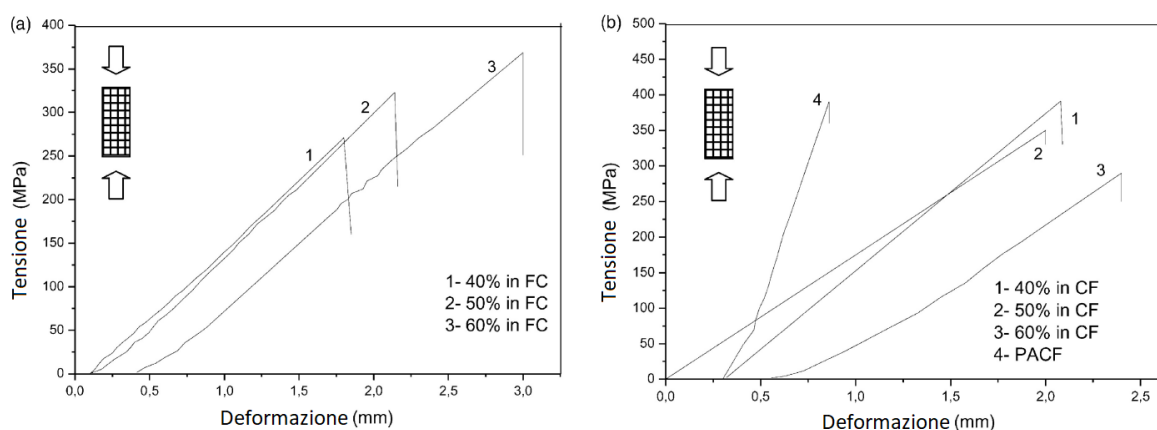 (a)
400
350
300
250
200
150
100
50
0
Tensione (MPa)
0,0 0,5 1,0 1,5 2,0 2,5 3,0
Deformazione (mm)
1
2
3
1- 40% in FC
2- 50% in FC
3- 60% in FC
(b)
500
450
400
350
300
250
200
150
100
50
0
Tensione (MPa)
0,0 0,5 1,0 1,5 2,0 2,5
Deformazione (mm)
4
1
2
3
1- 40% in CF
2- 50% in CF
3- 60% in CF
4- PACF